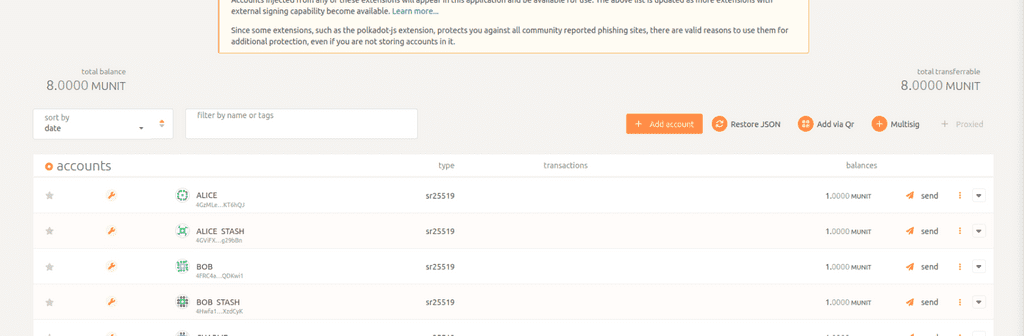 Accounts injected from any of these extensions will appear in this application and be available for use. The above list is updated as more extensions with
external signing capability become available. Learn more...
Since some extensions, such as the polkadot-js extension, protects you against all community reported phishing sites, there are valid reasons to use them for
additional protection, even if you are not storing accounts in it.
total balance
8.0000 MUNIT
total transferrable
8.0000 MUNIT
sort by
date
filter by name or tags
Add account
Restore JSON
Add via Qr
Multisig
Proxied
accounts type transactions balances
ALICE sr25519 1.0000 MUNIT send
4GzMLe...KT6hQJ
ALICE_STASH sr25519 1.0000 MUNIT send
BOB sr25519 1.0000 MUNIT send
4FRC4a...QDKwi1
BOB_STASH sr25519 1.0000 MUNIT send
4Hwfa1...XzdCyK